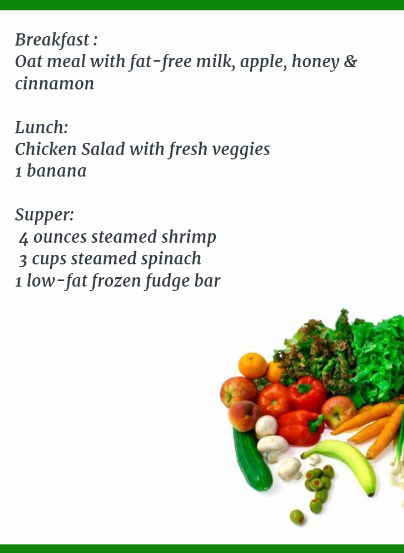 Breakfast :
Oat meal with fat-free milk, apple, honey &
cinnamon
Lunch:
Chicken Salad with fresh veggies
1 banana
Supper:
4 ounces steamed shrimp
3 cups steamed spinach
1 low-fat frozen fudge bar